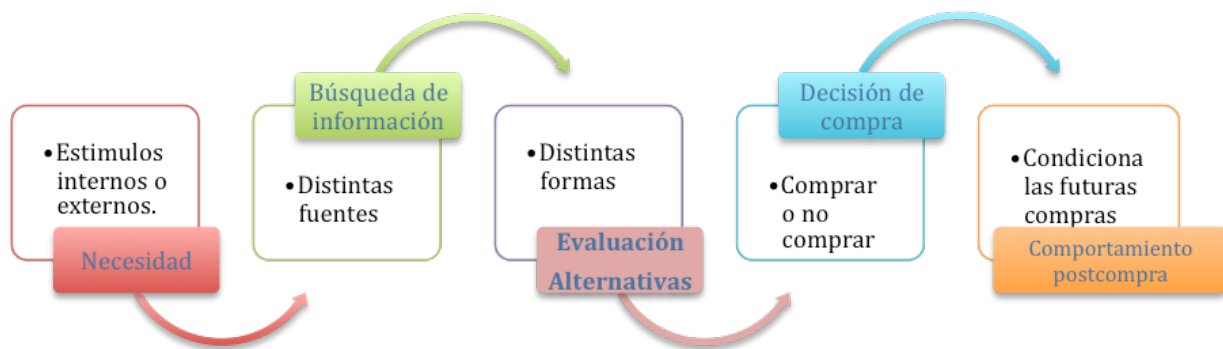 •Estimulos
internos o
externos.
Necesidad
Búsqueda de
información
•Distintas
fuentes
•Distintas
formas
Evaluación
Alternativas
Decisión de
compra
•Comprar
o no
comprar
•Condiciona
las futuras
compras
Comportamiento
postcompra